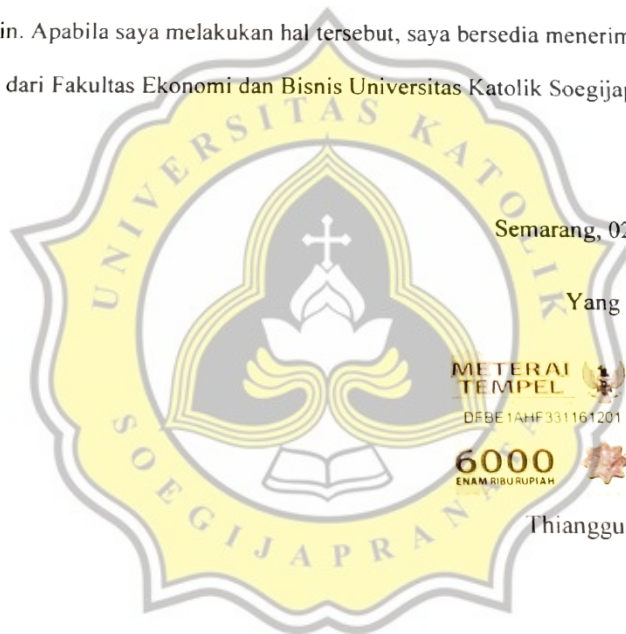 in. Apabila saya melakukan hal tersebut, saya bersedia menerim
dari Fakultas Ekonomi dan Bisnis Universitas Katolik Soegijap
UNIVERSITAS KATOLIK
SOEGIJAPRANATA
Semarang, 02
Yang
METERAI
TEMPEL
6000
ENAM RIBU RUPIAH
Thianggu